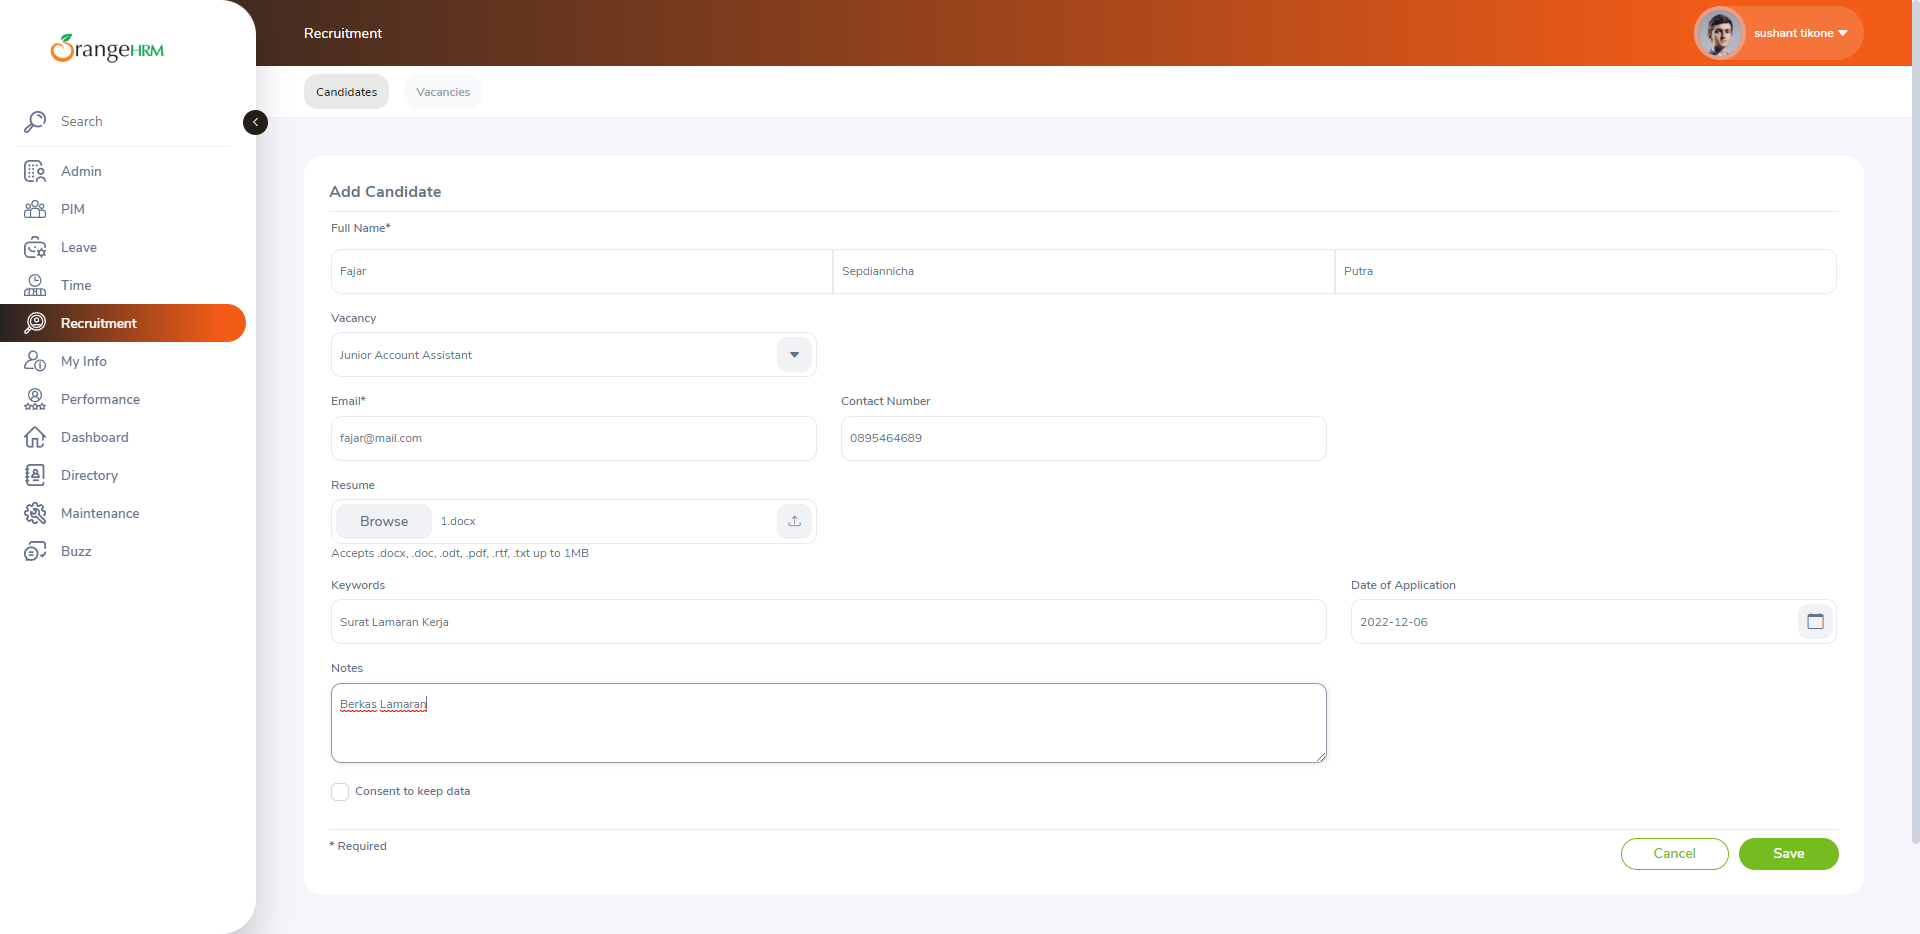 OrangeHRM
Search
Admin
PIM
Leave
Time
Recruitment
My Info
Performance
Dashboard
Directory
Maintenance
Buzz
Recruitment
sushant tikone
Candidates Vacancies
Add Candidate
Full Name*
Fajar Sepdiannicha Putra
Vacancy
Junior Account Assistant
Email* Contact Number
fajar@mail.com 0895464689
Resume
Browse 1.docx
Accepts .docx, .doc, .odt, .pdf, .rtf, .txt up to 1MB
Keywords Date of Application
Surat Lamaran Kerja 2022-12-06
Notes
Berkas Lamaran
Consent to keep data
* Required
Cancel Save